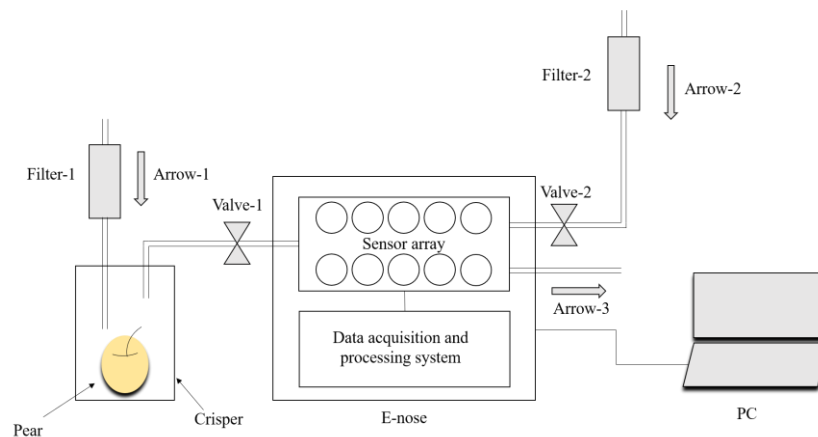 Filter-2
Arrow-2
Filter-1
Arrow-1
Valve-1
Valve-2
Sensor array
Arrow-3
Data acquisition and
processing system
Pear
Crisper
E-nose
PC